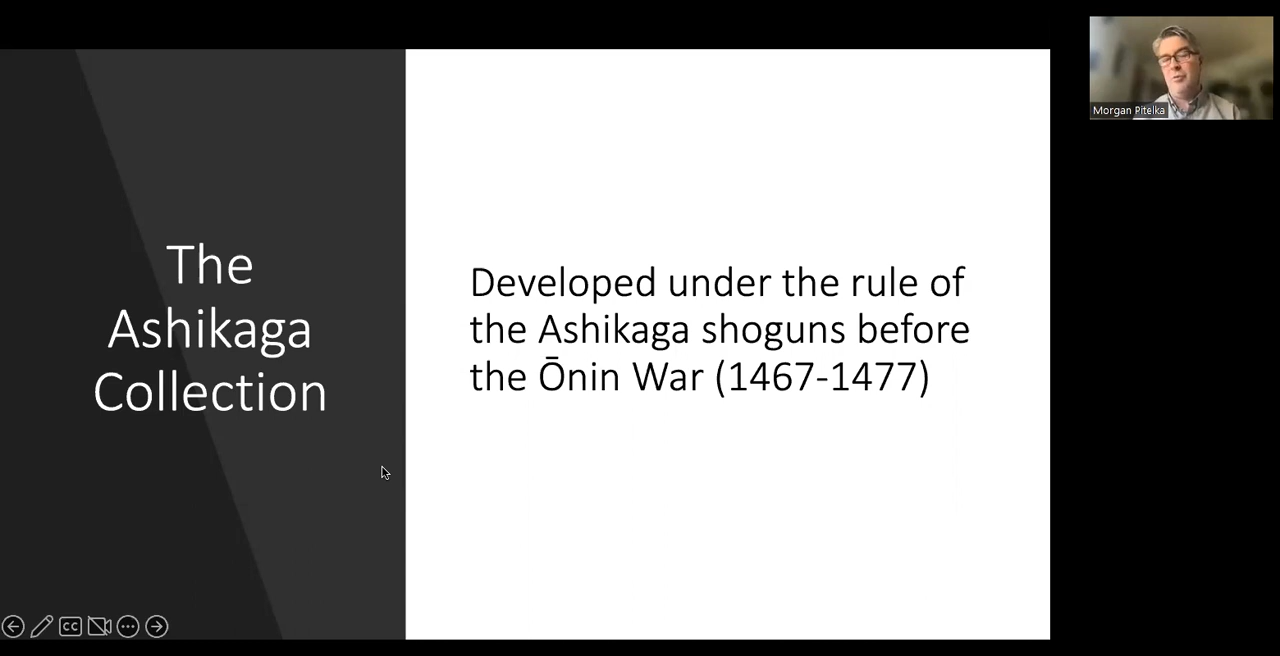 The
Ashikaga
Collection
Developed under the rule of
the Ashikaga shoguns before
the Ōnin War (1467-1477)
Morgan Pitelka
CC